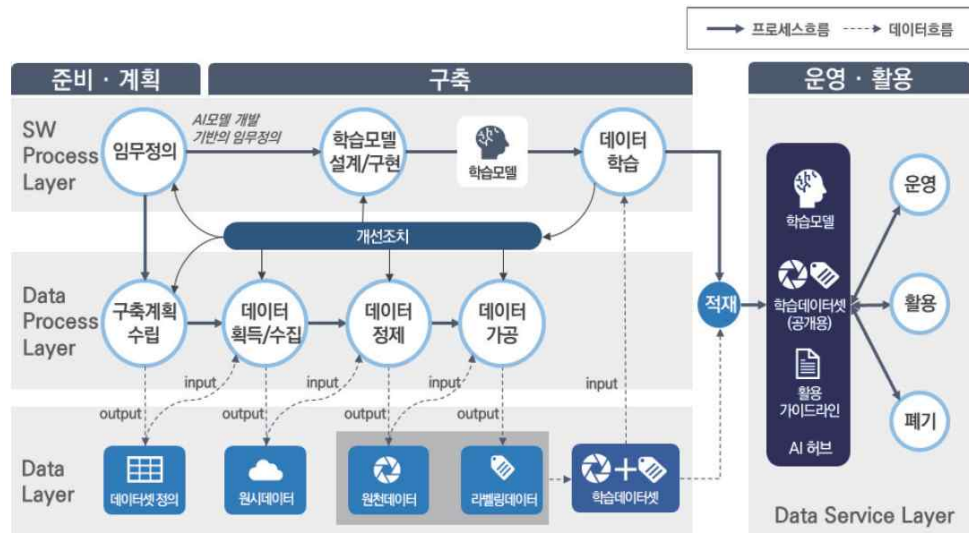 프로세스흐름
데이터흐름
준비 · 계획
구축
운영 · 활용
SW
Process
Layer
임무정의
AI모델 개발
기반의 임무정의
학습모델
설계/구현
학습모델
데이터
학습
개선조치
Data
Process
Layer
구축계획
수립
데이터
획득/수집
데이터
정제
데이터
가공
적재
input
input
input
input
output
output
output
output
Data
Layer
데이터셋 정의
원시데이터
원천데이터
라벨링데이터
학습데이터셋
학습모델
학습데이터셋
(공개용)
활용
가이드라인
AI 허브
운영
활용
폐기
Data Service Layer